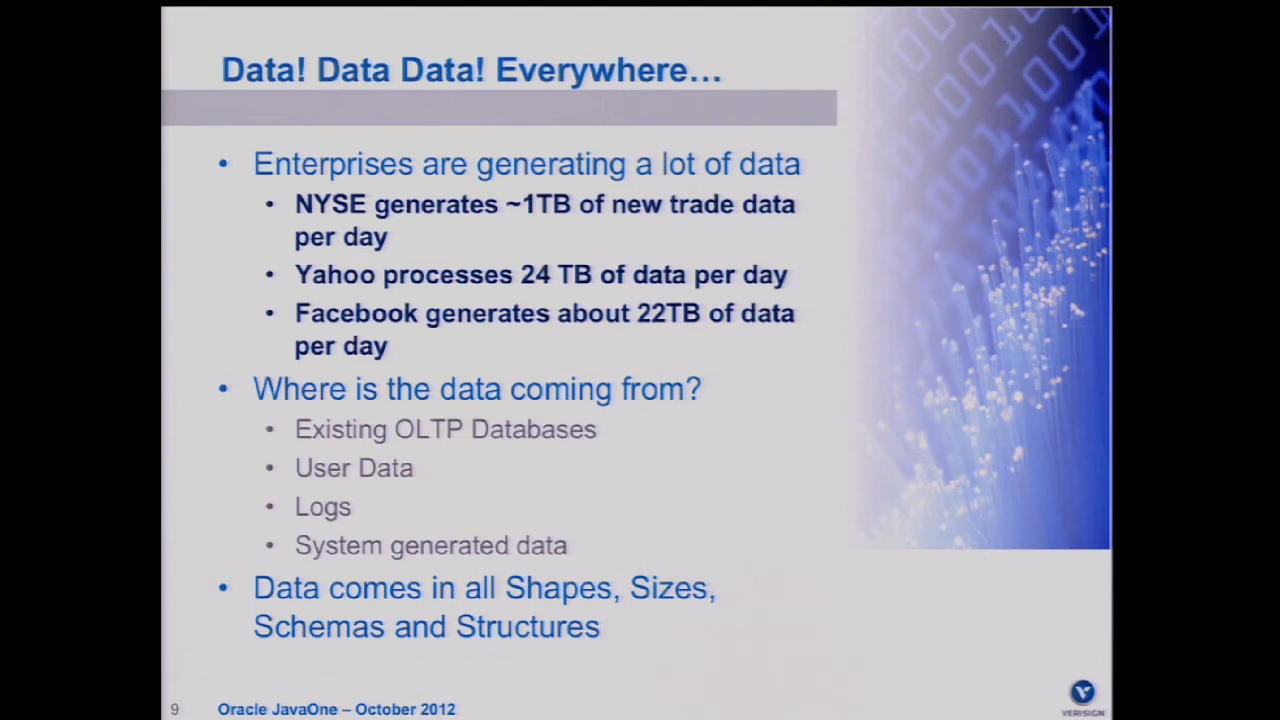 Data! Data Data! Everywhere…
• Enterprises are generating a lot of data
• NYSE generates ~1TB of new trade data
per day
• Yahoo processes 24 TB of data per day
• Facebook generates about 22TB of data
per day
• Where is the data coming from?
• Existing OLTP Databases
• User Data
• Logs
• System generated data
• Data comes in all Shapes, Sizes,
Schemas and Structures
9 Oracle JavaOne – October 2012
VERISIGN